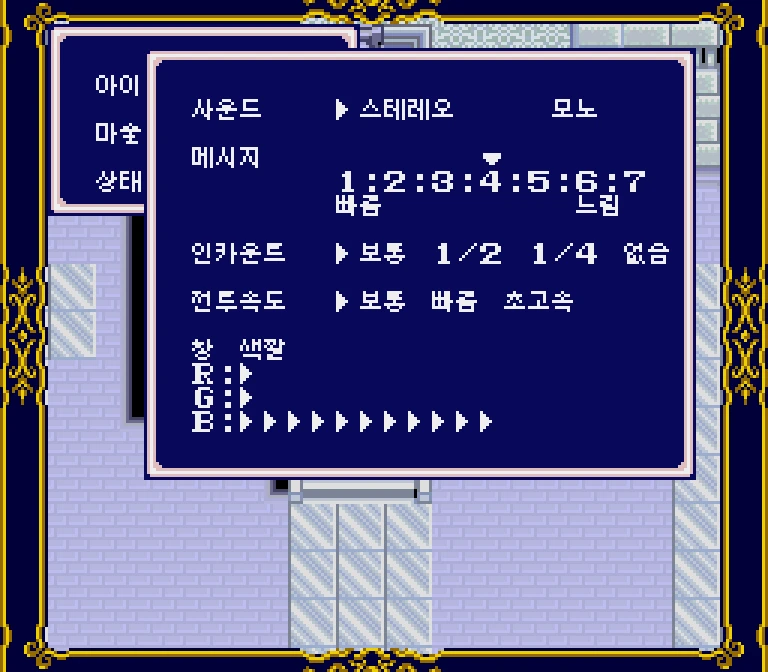 아이
마술
상태
사운드 ▶ 스테레오 모노
메시지
1:2:3:4:5:6:7
빠름 느림
인카운트 ▶ 보통 1/2 1/4 없음
전투속도 ▶ 보통 빠름 초고속
창 색깔
R:▶
G:▶
B:▶▶▶▶▶▶▶▶▶▶▶